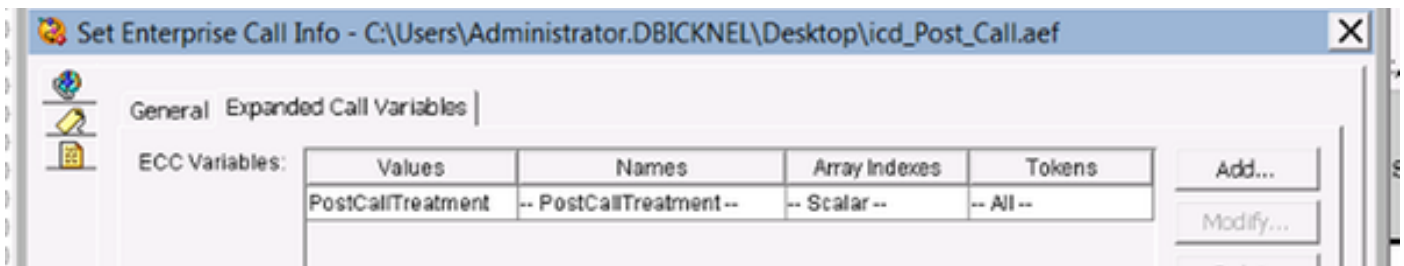 Set Enterprise Call Info - C:\Users\Administrator.DBICKNEL\Desktop\icd_Post_Call.aef
General Expanded Call Variables
ECC Variables: Values Names Array Indexes Tokens Add...
PostCallTreatment -- PostCallTreatment -- -- Scalar -- -- All --
Modify...